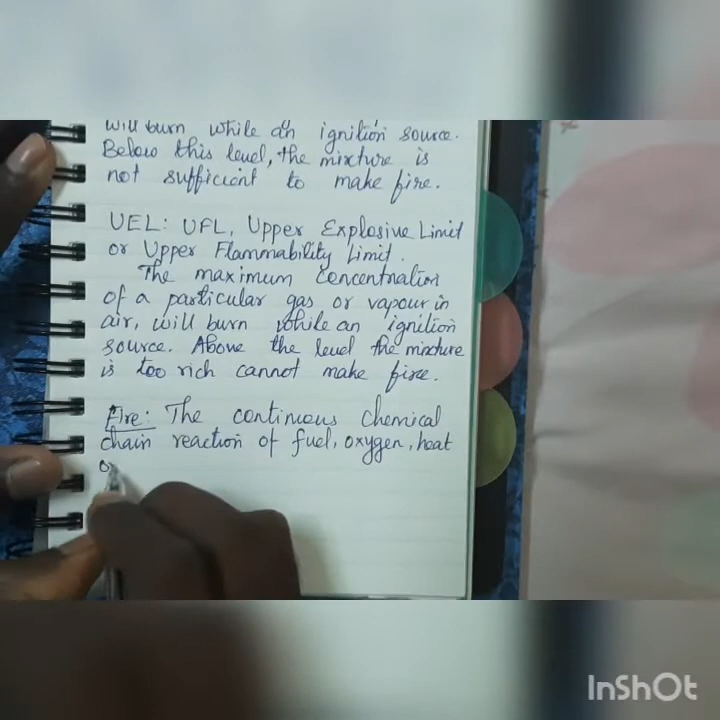 will burn while an ignition source.
Below this level, the mixture is
not sufficient to make fire.
UEL: UFL, Upper Explosive Limit
or Upper Flammability Limit.
The maximum concentration
of a particular gas or vapour in
air, will burn while an ignition
source. Above the level the mixture
is too rich cannot make fire.
Fire: The continuous chemical
chain reaction of fuel, oxygen, heat
InShOt